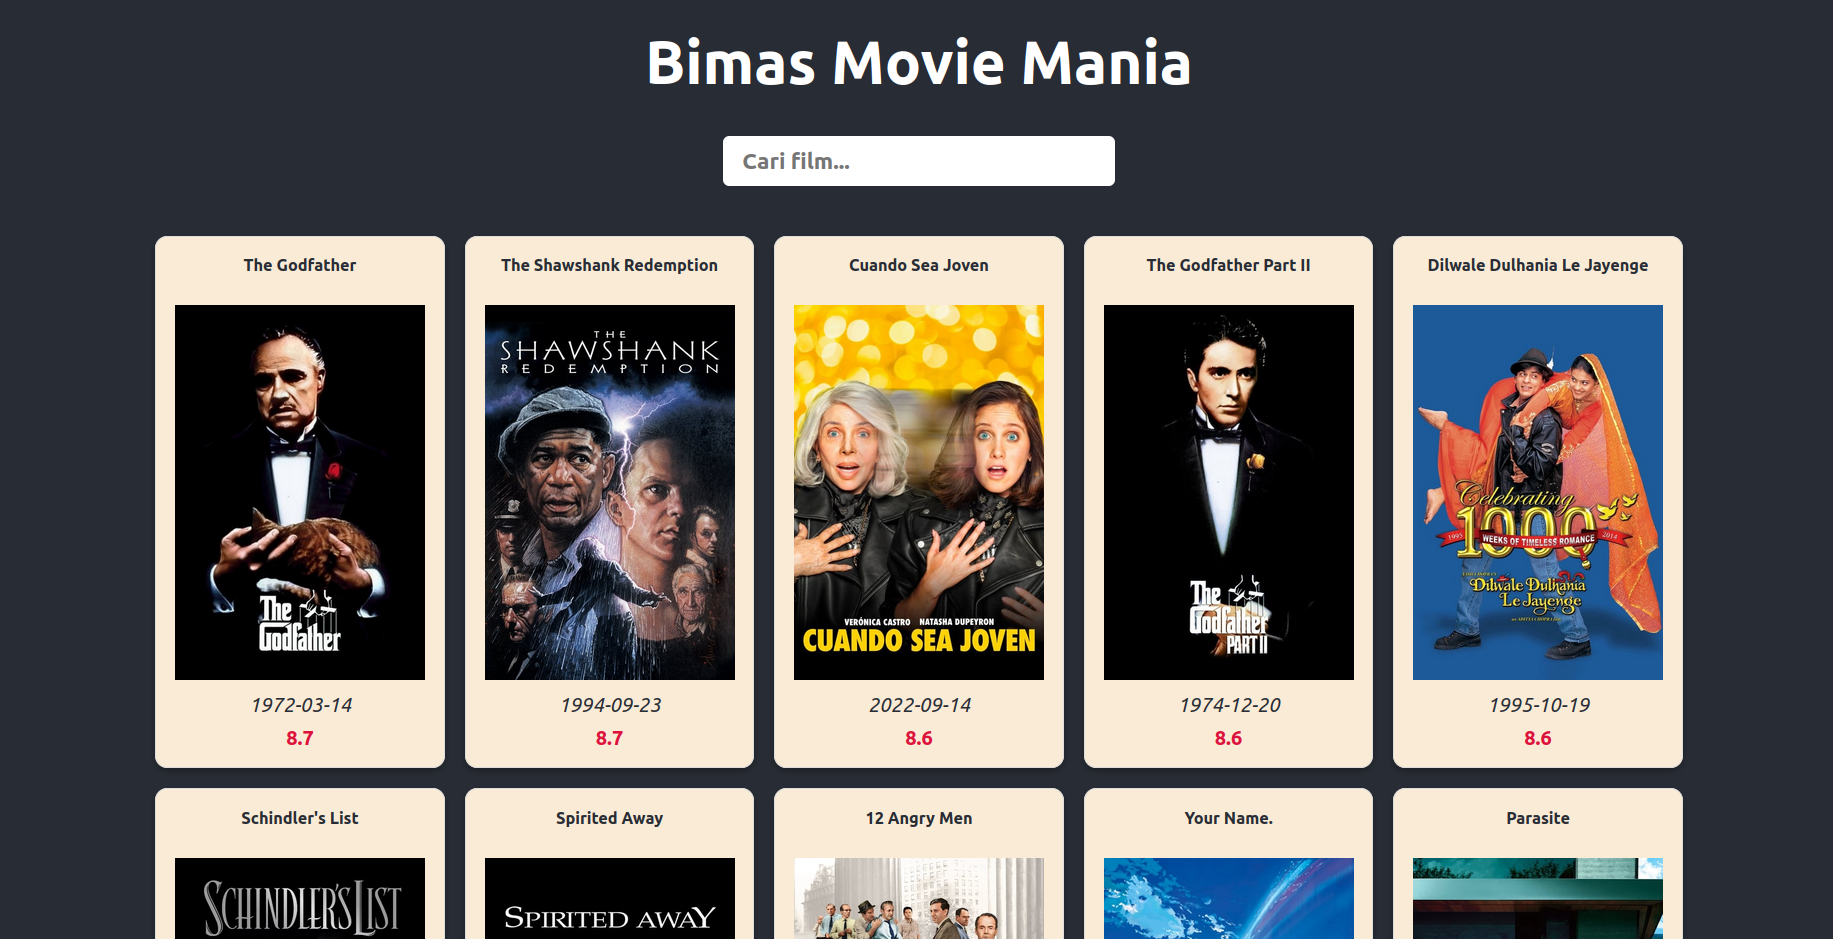 Bimas Movie Mania
Cari film...
The Godfather
The Shawshank Redemption
Cuando Sea Joven
The Godfather Part II
Dilwale Dulhania Le Jayenge
The
Godfather
THE
SHAWSHANK
REDEMPTION
VERÓNICA CASTRO NATASHA DUPEYRON
CUANDO SEA JOVEN
The
Godfather
PART II
Celebrating
1000
1995 WEEKS OF TIMELESS ROMANCE 2014
Dilwale Dulhania
Le Jayenge
1972-03-14
1994-09-23
2022-09-14
1974-12-20
1995-10-19
8.7
8.7
8.6
8.6
8.6
Schindler's List
Spirited Away
12 Angry Men
Your Name.
Parasite
SCHINDLER'S LIST
SPIRITED AWAY